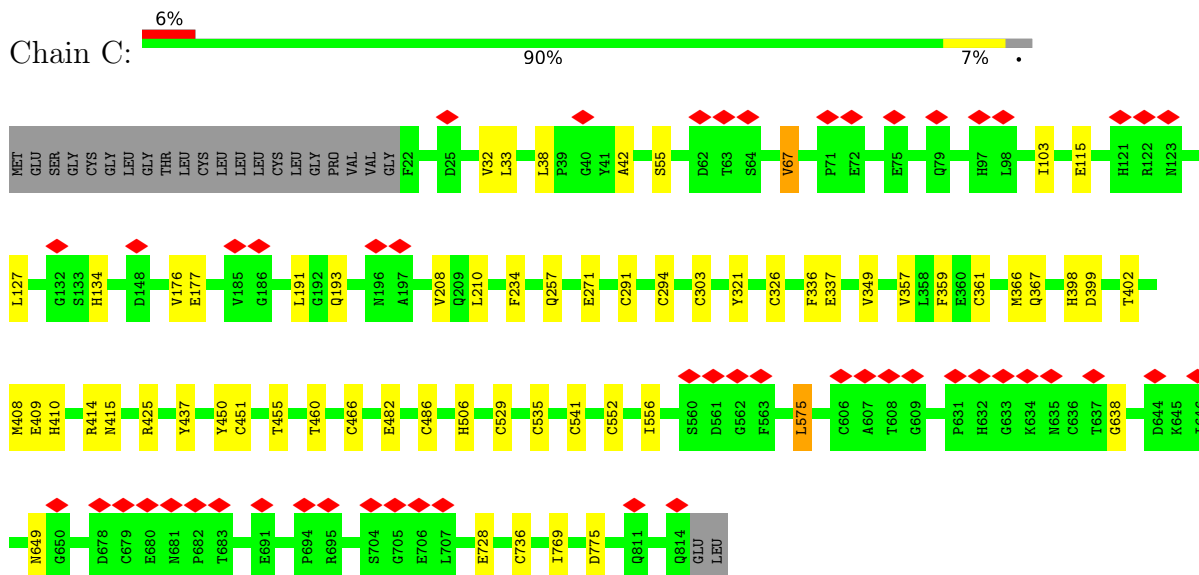 6%
Chain C:
90% 7% •
MET GLU SER GLY CYS GLY LEU LEU GLY THR LEU CYS LEU LEU LEU CYS LEU GLY PRO VAL VAL GLY F22 D25 V32 L33 L38 P39 G40 Y41 A42 S55 D62 T63 S64 V67 P71 E72 E75 Q79 H97 L98 I103 E115 H121 R122 N123
L127 G132 S133 H134 D148 V176 E177 V185 G186 L191 G192 Q193 N196 A197 V208 Q209 L210 F234 Q257 E271 C291 C294 C303 Y321 C326 F336 E337 V349 V357 L358 F359 E360 C361 M366 Q367 H398 D399 T402
M408 E409 H410 R414 N415 R425 Y437 Y450 C451 T455 T460 C466 E482 C486 H506 C529 C535 C541 C552 I556 S560 D561 G562 F563 L575 C606 A607 T608 G609 P631 H632 G633 K634 N635 C636 T637 G638 D644 K645
N649 G650 D678 C679 E680 N681 P682 T683 E691 P694 R695 S704 G705 E706 L707 E728 C736 I769 D775 Q811 Q814 GLU LEU